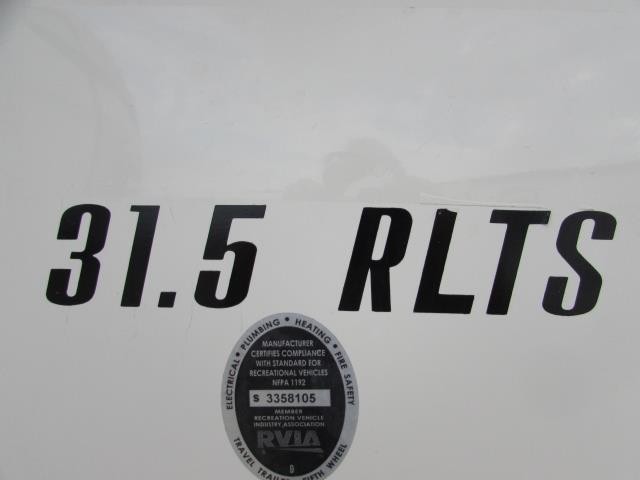 31.5 RLTS
ELECTRICAL • PLUMBING • HEATING • FIRE SAFETY
MANUFACTURER
CERTIFIES COMPLIANCE
WITH STANDARD FOR
RECREATIONAL VEHICLES
NFPA 1192
S 3358105
MEMBER
RECREATION VEHICLE
INDUSTRY ASSOCIATION
RVIA
9
TRAVEL TRAILER FIFTH WHEEL